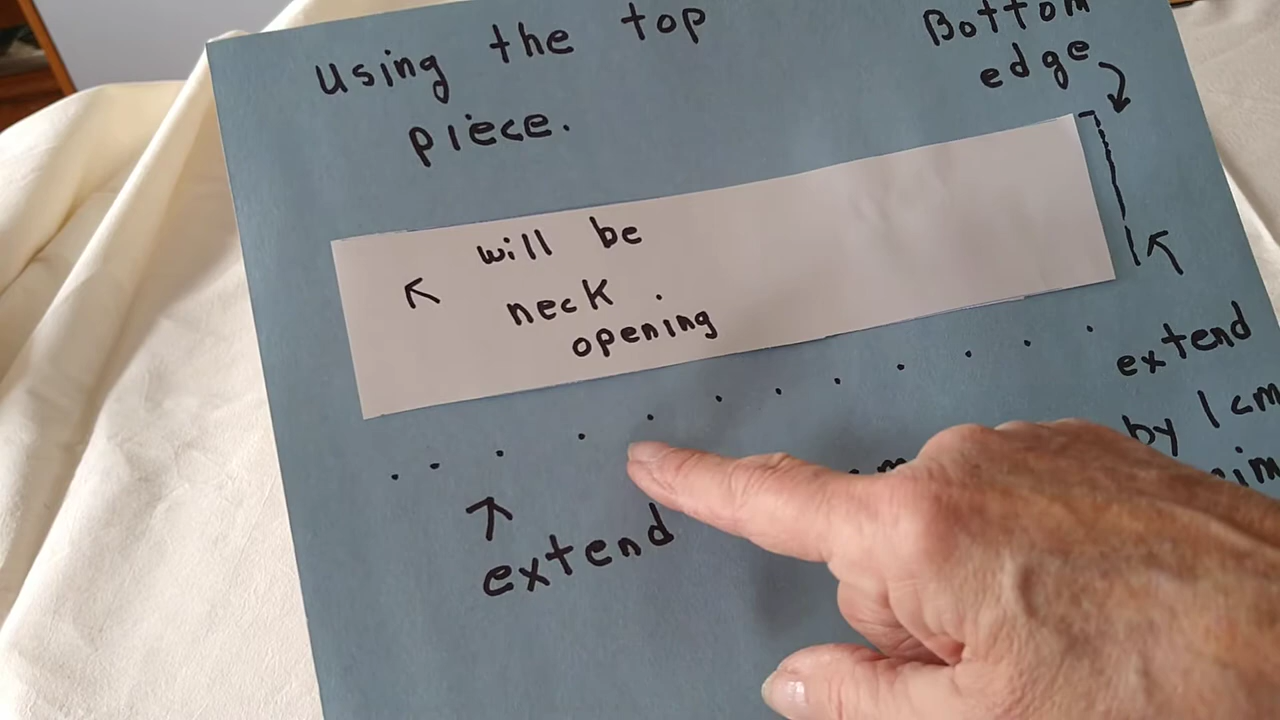 using the top
piece.
Bottom
edge
will be
neck
opening
extend
by 1cm
extend